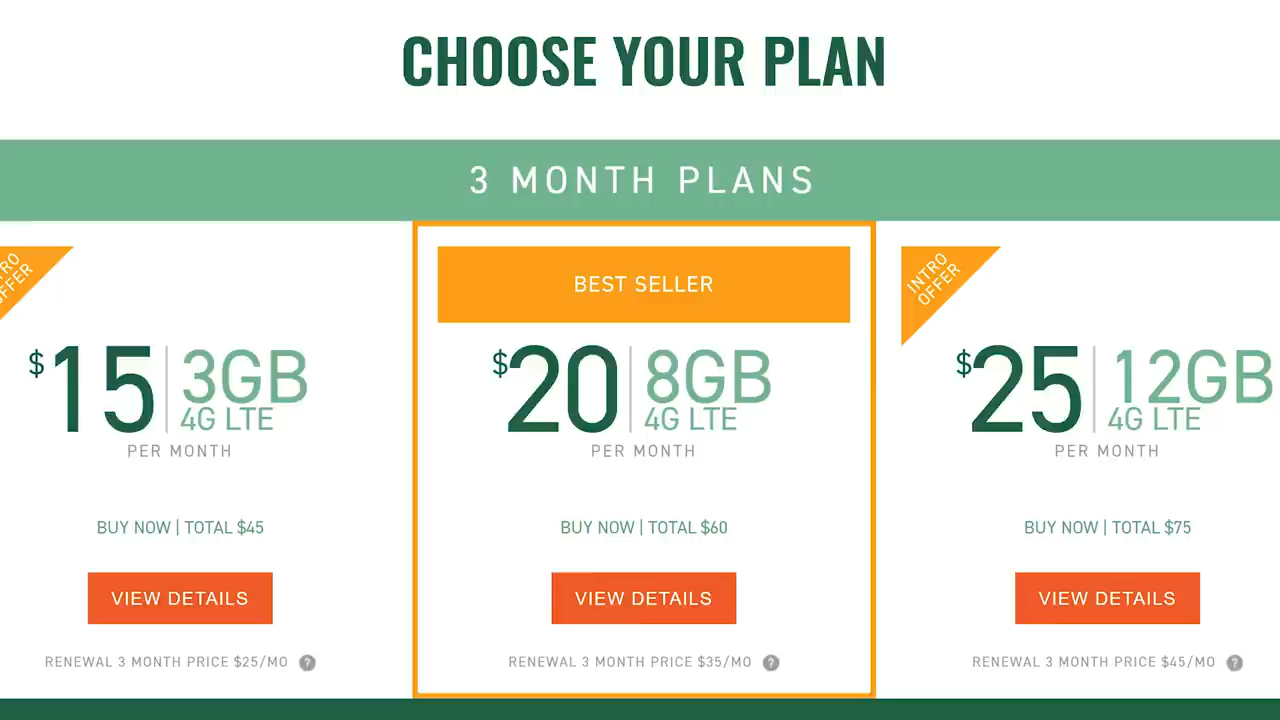 CHOOSE YOUR PLAN
3 MONTH PLANS
BEST SELLER
INTRO
OFFER
$15
3GB
4G LTE
PER MONTH
BUY NOW | TOTAL $45
VIEW DETAILS
RENEWAL 3 MONTH PRICE $25/MO ?
$20
8GB
4G LTE
PER MONTH
BUY NOW | TOTAL $60
VIEW DETAILS
RENEWAL 3 MONTH PRICE $35/MO ?
$25
12GB
4G LTE
PER MONTH
BUY NOW | TOTAL $75
VIEW DETAILS
RENEWAL 3 MONTH PRICE $45/MO ?